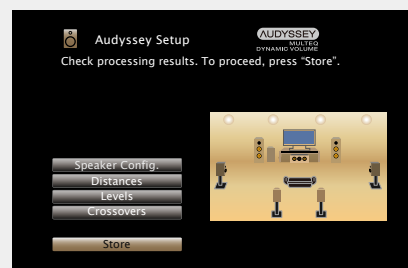 Audyssey Setup
AUDYSSEY
MULTEQ
DYNAMIC VOLUME
Check processing results. To proceed, press “Store”.
Speaker Config.
Distances
Levels
Crossovers
Store